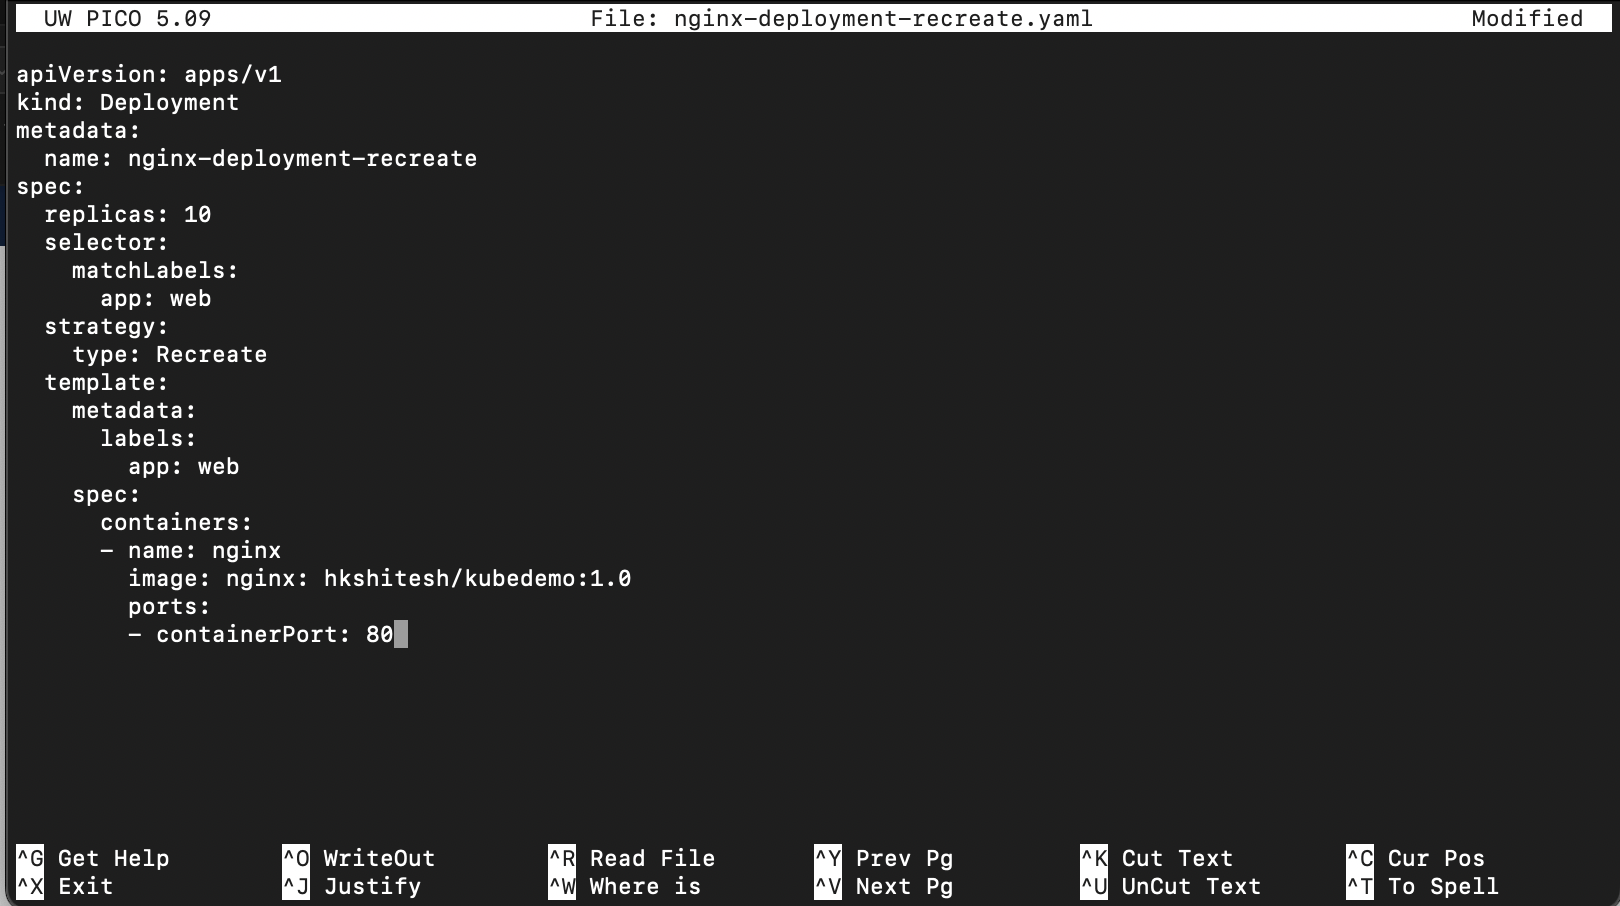 UW PICO 5.09 File: nginx-deployment-recreate.yaml Modified
apiVersion: apps/v1
kind: Deployment
metadata:
  name: nginx-deployment-recreate
spec:
  replicas: 10
  selector:
    matchLabels:
      app: web
  strategy:
    type: Recreate
  template:
    metadata:
      labels:
        app: web
    spec:
      containers:
      - name: nginx
        image: nginx: hkshitesh/kubedemo:1.0
        ports:
        - containerPort: 80
^G Get Help ^O WriteOut ^R Read File ^Y Prev Pg ^K Cut Text ^C Cur Pos
^X Exit ^J Justify ^W Where is ^V Next Pg ^U UnCut Text ^T To Spell